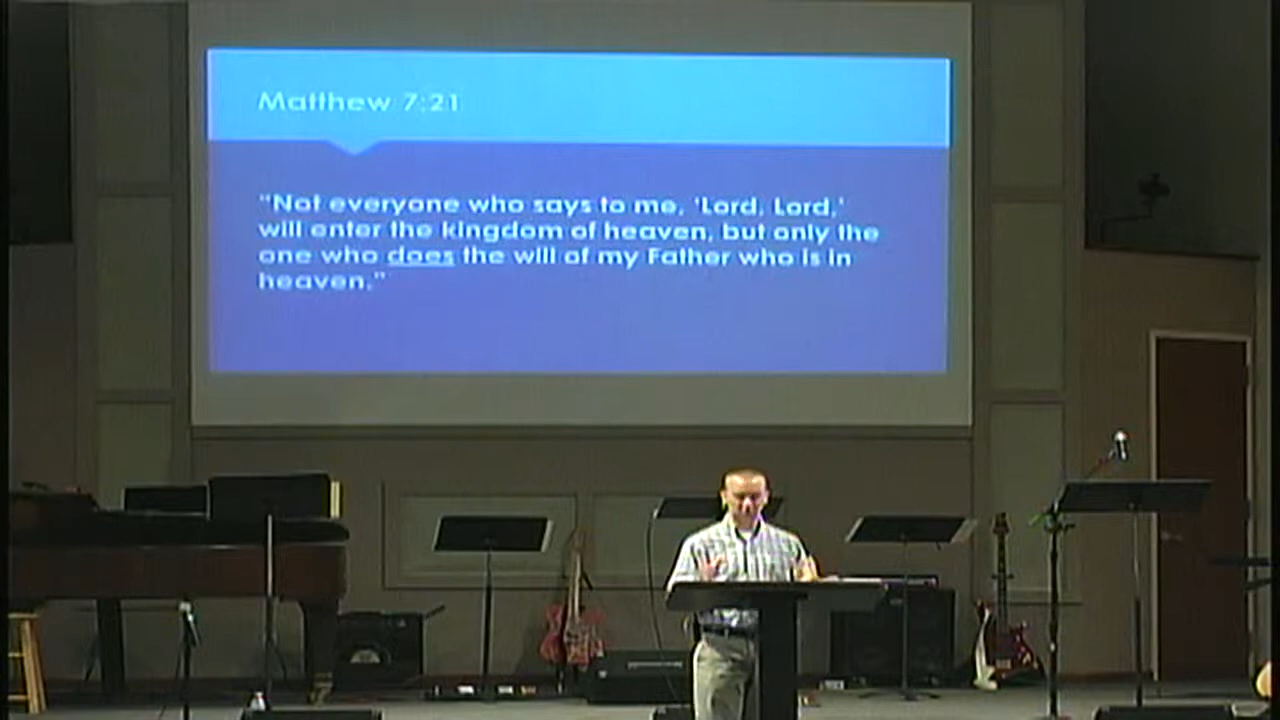 Matthew 7:21
“Not everyone who says to me, ‘Lord, Lord,’
will enter the kingdom of heaven, but only the
one who does the will of my Father who is in
heaven.”